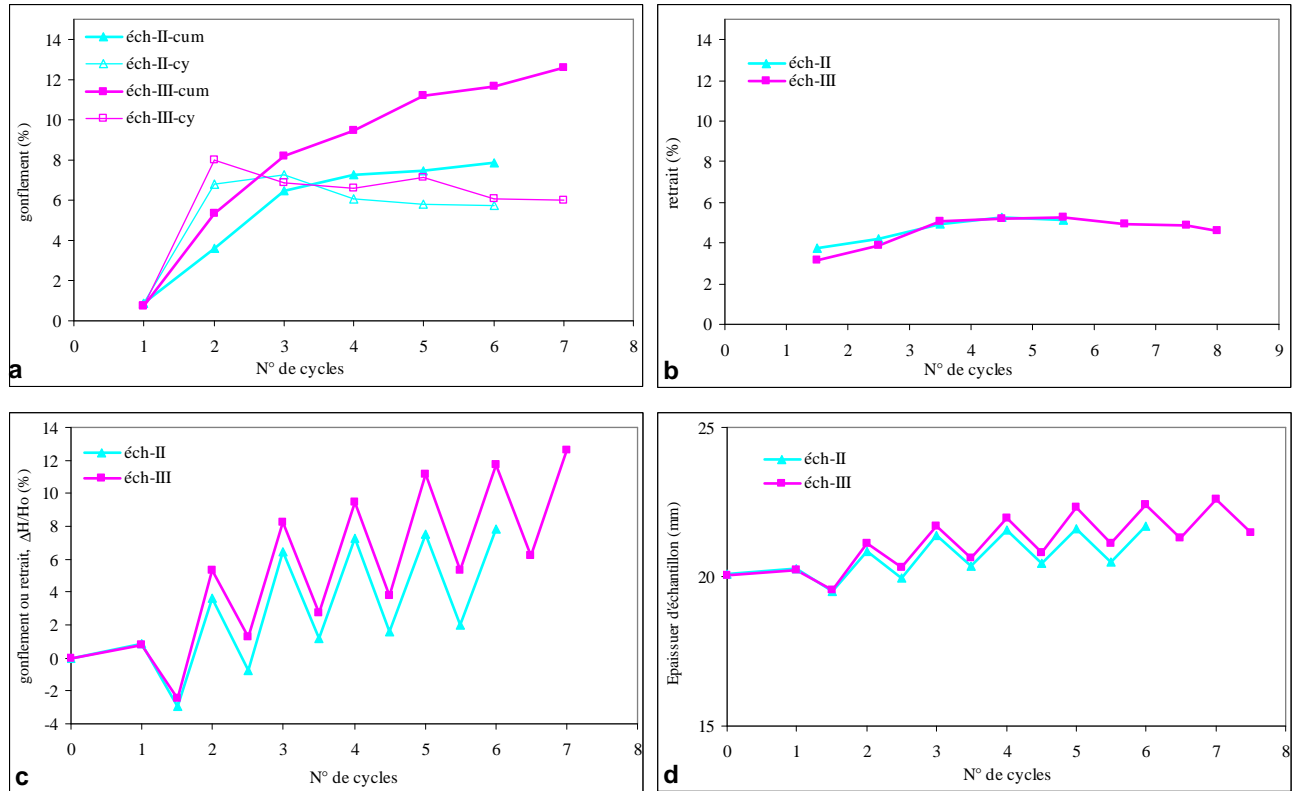 14
12
10
8
6
4
2
0
gonflement (%)
éch-II-cum
éch-II-cy
éch-III-cum
éch-III-cy
0 1 2 3 4 5 6 7 8
N° de cycles
a
14
12
10
8
6
4
2
0
retrait (%)
éch-II
éch-III
0 1 2 3 4 5 6 7 8 9
N° de cycles
b
14
12
10
8
6
4
2
0
-2
-4
gonflement ou retrait, ΔH/Ho (%)
éch-II
éch-III
0 1 2 3 4 5 6 7 8
N° de cycles
c
25
20
15
Epaissuer d'échantillon (mm)
éch-II
éch-III
0 1 2 3 4 5 6 7 8
N° de cycles
d